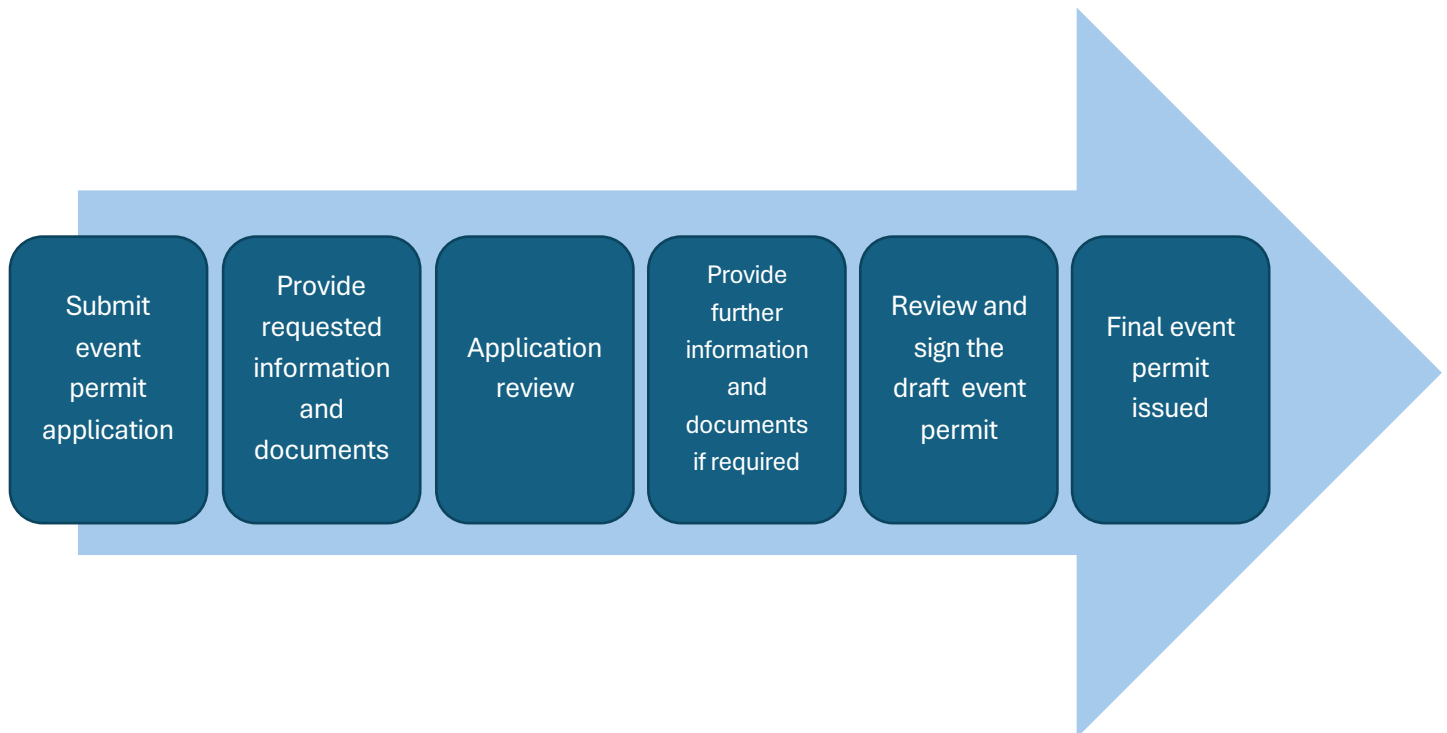 Submit
event
permit
application
Provide
requested
information
and
documents
Application
review
Provide
further
information
and
documents
if required
Review and
sign the
draft  event
permit
Final event
permit
issued